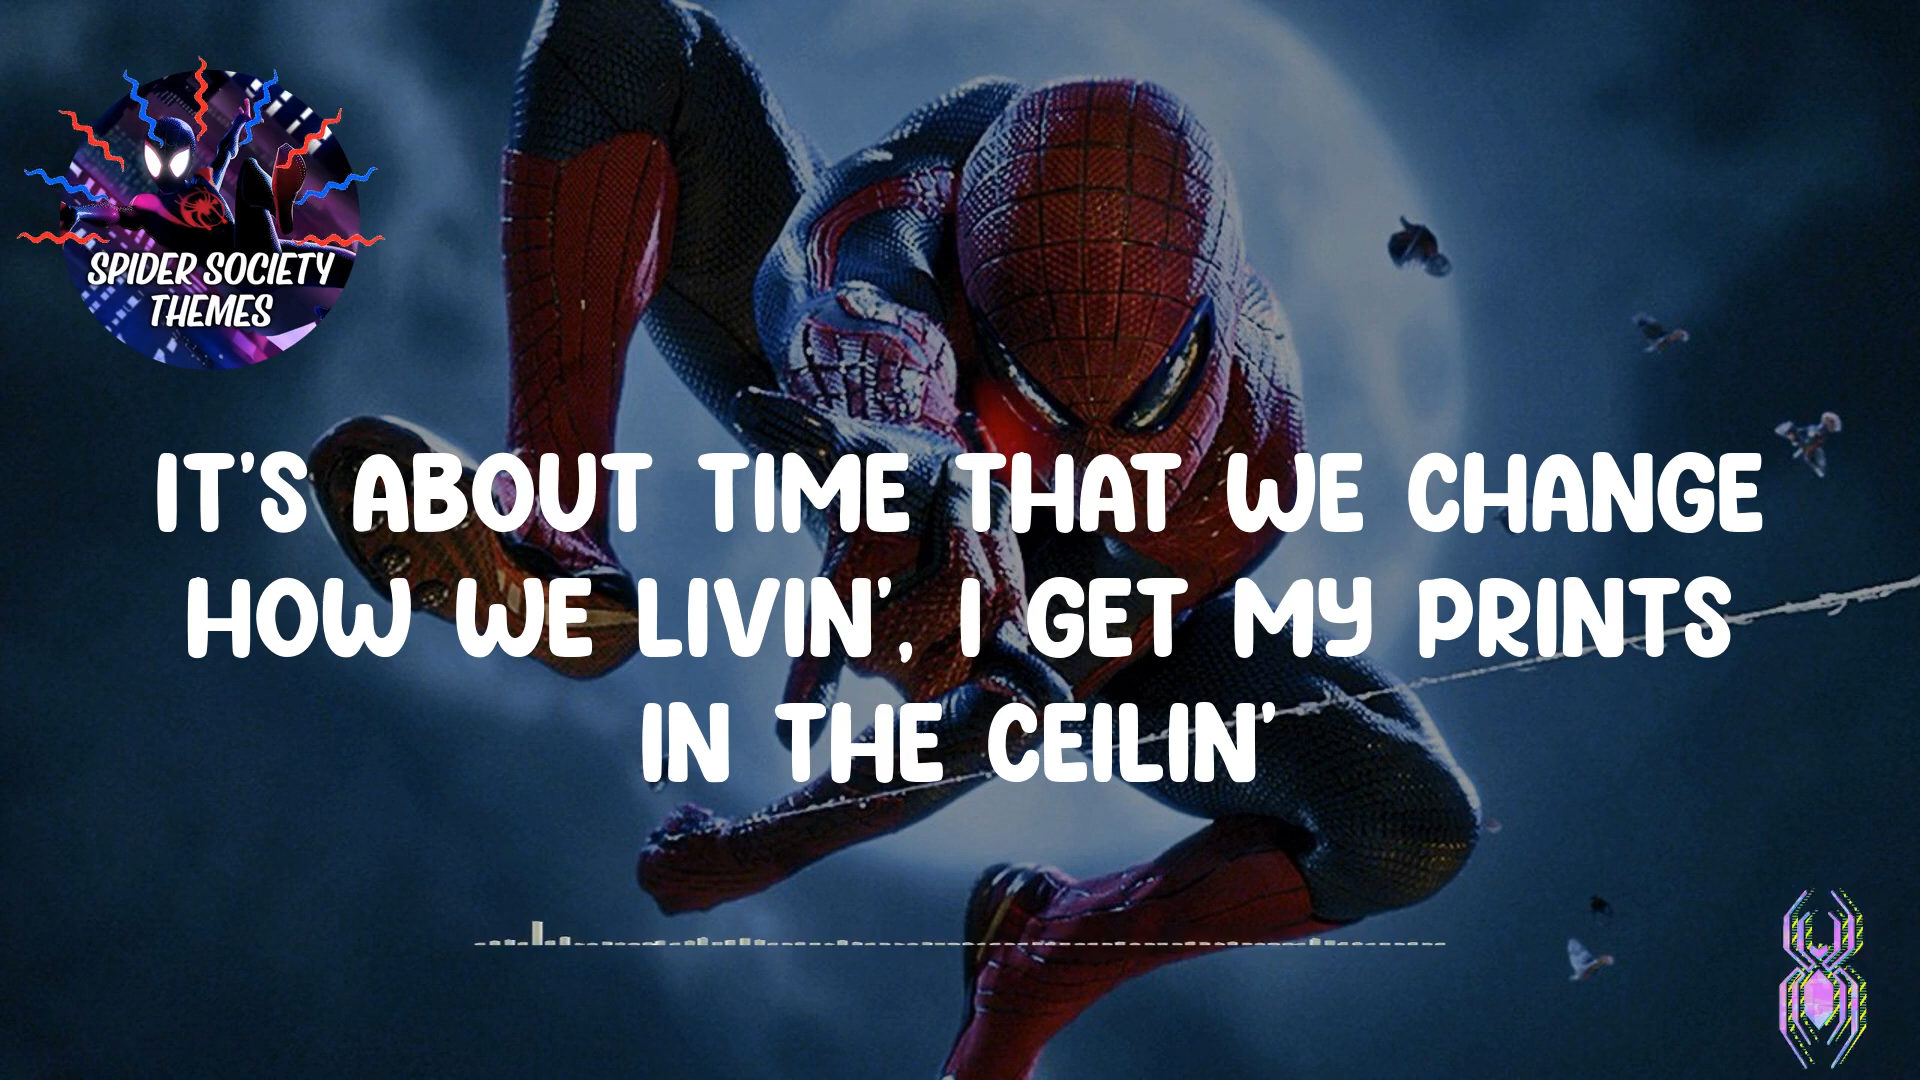 SPIDER SOCIETY
THEMES
IT'S ABOUT TIME THAT WE CHANGE
HOW WE LIVIN', I GET MY PRINTS
IN THE CEILIN'